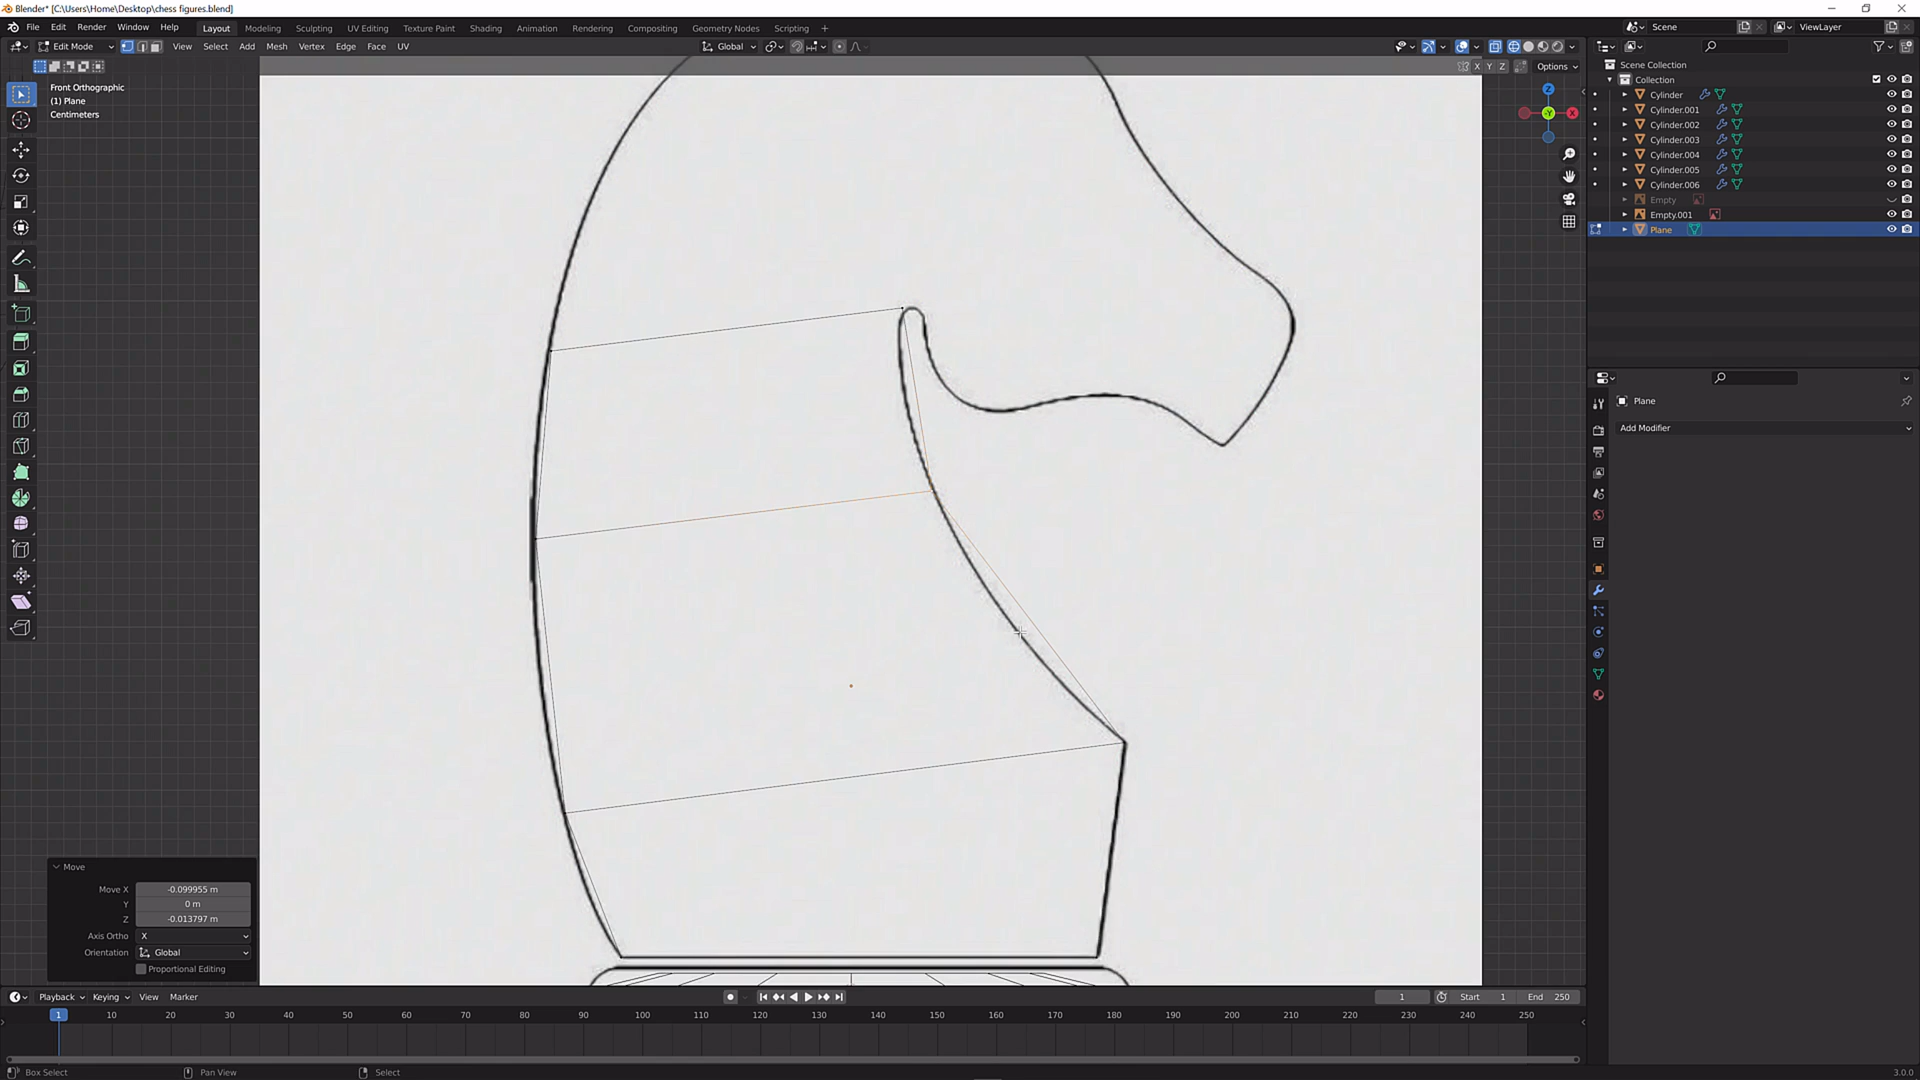 Blender* [C:\Users\Home\Desktop\chess figures.blend]
File Edit Render Window Help Layout Modeling Sculpting UV Editing Texture Paint Shading Animation Rendering Compositing Geometry Nodes Scripting Scene ViewLayer
Edit Mode View Select Add Mesh Vertex Edge Face UV Global
X Y Z Options
Front Orthographic
(1) Plane
Centimeters
Z
-Y
X
Scene Collection
Collection
Cylinder
Cylinder.001
Cylinder.002
Cylinder.003
Cylinder.004
Cylinder.005
Cylinder.006
Empty
Empty.001
Plane
Plane
Add Modifier
Move
Move X -0.099955 m
Y 0 m
Z -0.013797 m
Axis Ortho X
Orientation Global
Proportional Editing
Playback Keying View Marker 1 Start 1 End 250
1 10 20 30 40 50 60 70 80 90 100 110 120 130 140 150 160 170 180 190 200 210 220 230 240 250
Box Select Pan View Select 3.0.0